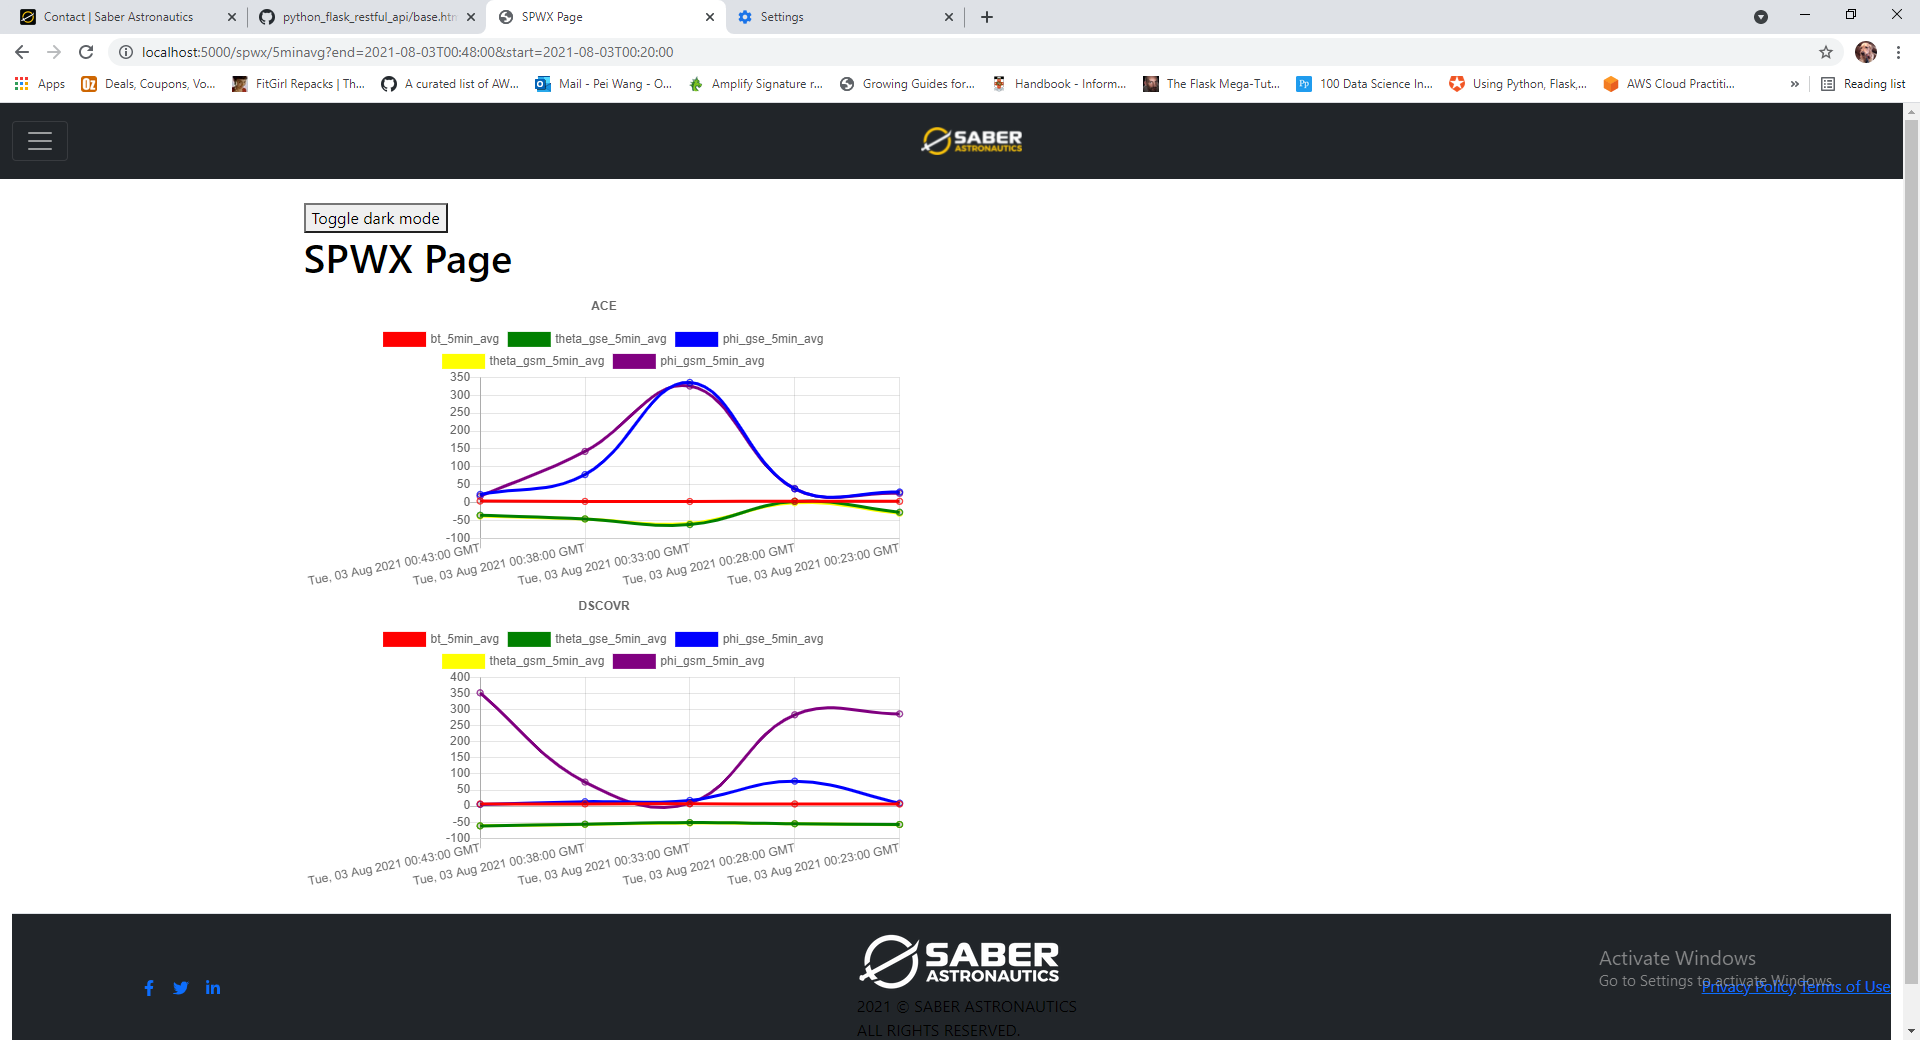 Contact | Saber Astronautics
python_flask_restful_api/base.htm
SPWX Page
Settings
localhost:5000/spwx/5minavg?end=2021-08-03T00:48:00&start=2021-08-03T00:20:00
Apps
Deals, Coupons, Vo...
FitGirl Repacks | Th...
A curated list of AW...
Mail - Pei Wang - O...
Amplify Signature r...
Growing Guides for...
Handbook - Inform...
The Flask Mega-Tut...
100 Data Science In...
Using Python, Flask,...
AWS Cloud Practiti...
»
Reading list
SABER
ASTRONAUTICS
Toggle dark mode
SPWX Page
ACE
bt_5min_avg theta_gse_5min_avg phi_gse_5min_avg
theta_gsm_5min_avg phi_gsm_5min_avg
350
300
250
200
150
100
50
0
-50
-100
Tue, 03 Aug 2021 00:43:00 GMT
Tue, 03 Aug 2021 00:38:00 GMT
Tue, 03 Aug 2021 00:33:00 GMT
Tue, 03 Aug 2021 00:28:00 GMT
Tue, 03 Aug 2021 00:23:00 GMT
DSCOVR
bt_5min_avg theta_gse_5min_avg phi_gse_5min_avg
theta_gsm_5min_avg phi_gsm_5min_avg
400
350
300
250
200
150
100
50
0
-50
-100
Tue, 03 Aug 2021 00:43:00 GMT
Tue, 03 Aug 2021 00:38:00 GMT
Tue, 03 Aug 2021 00:33:00 GMT
Tue, 03 Aug 2021 00:28:00 GMT
Tue, 03 Aug 2021 00:23:00 GMT
SABER
ASTRONAUTICS
2021 © SABER ASTRONAUTICS
ALL RIGHTS RESERVED.
Activate Windows
Go to Settings to activate Windows.
Privacy Policy Terms of Use